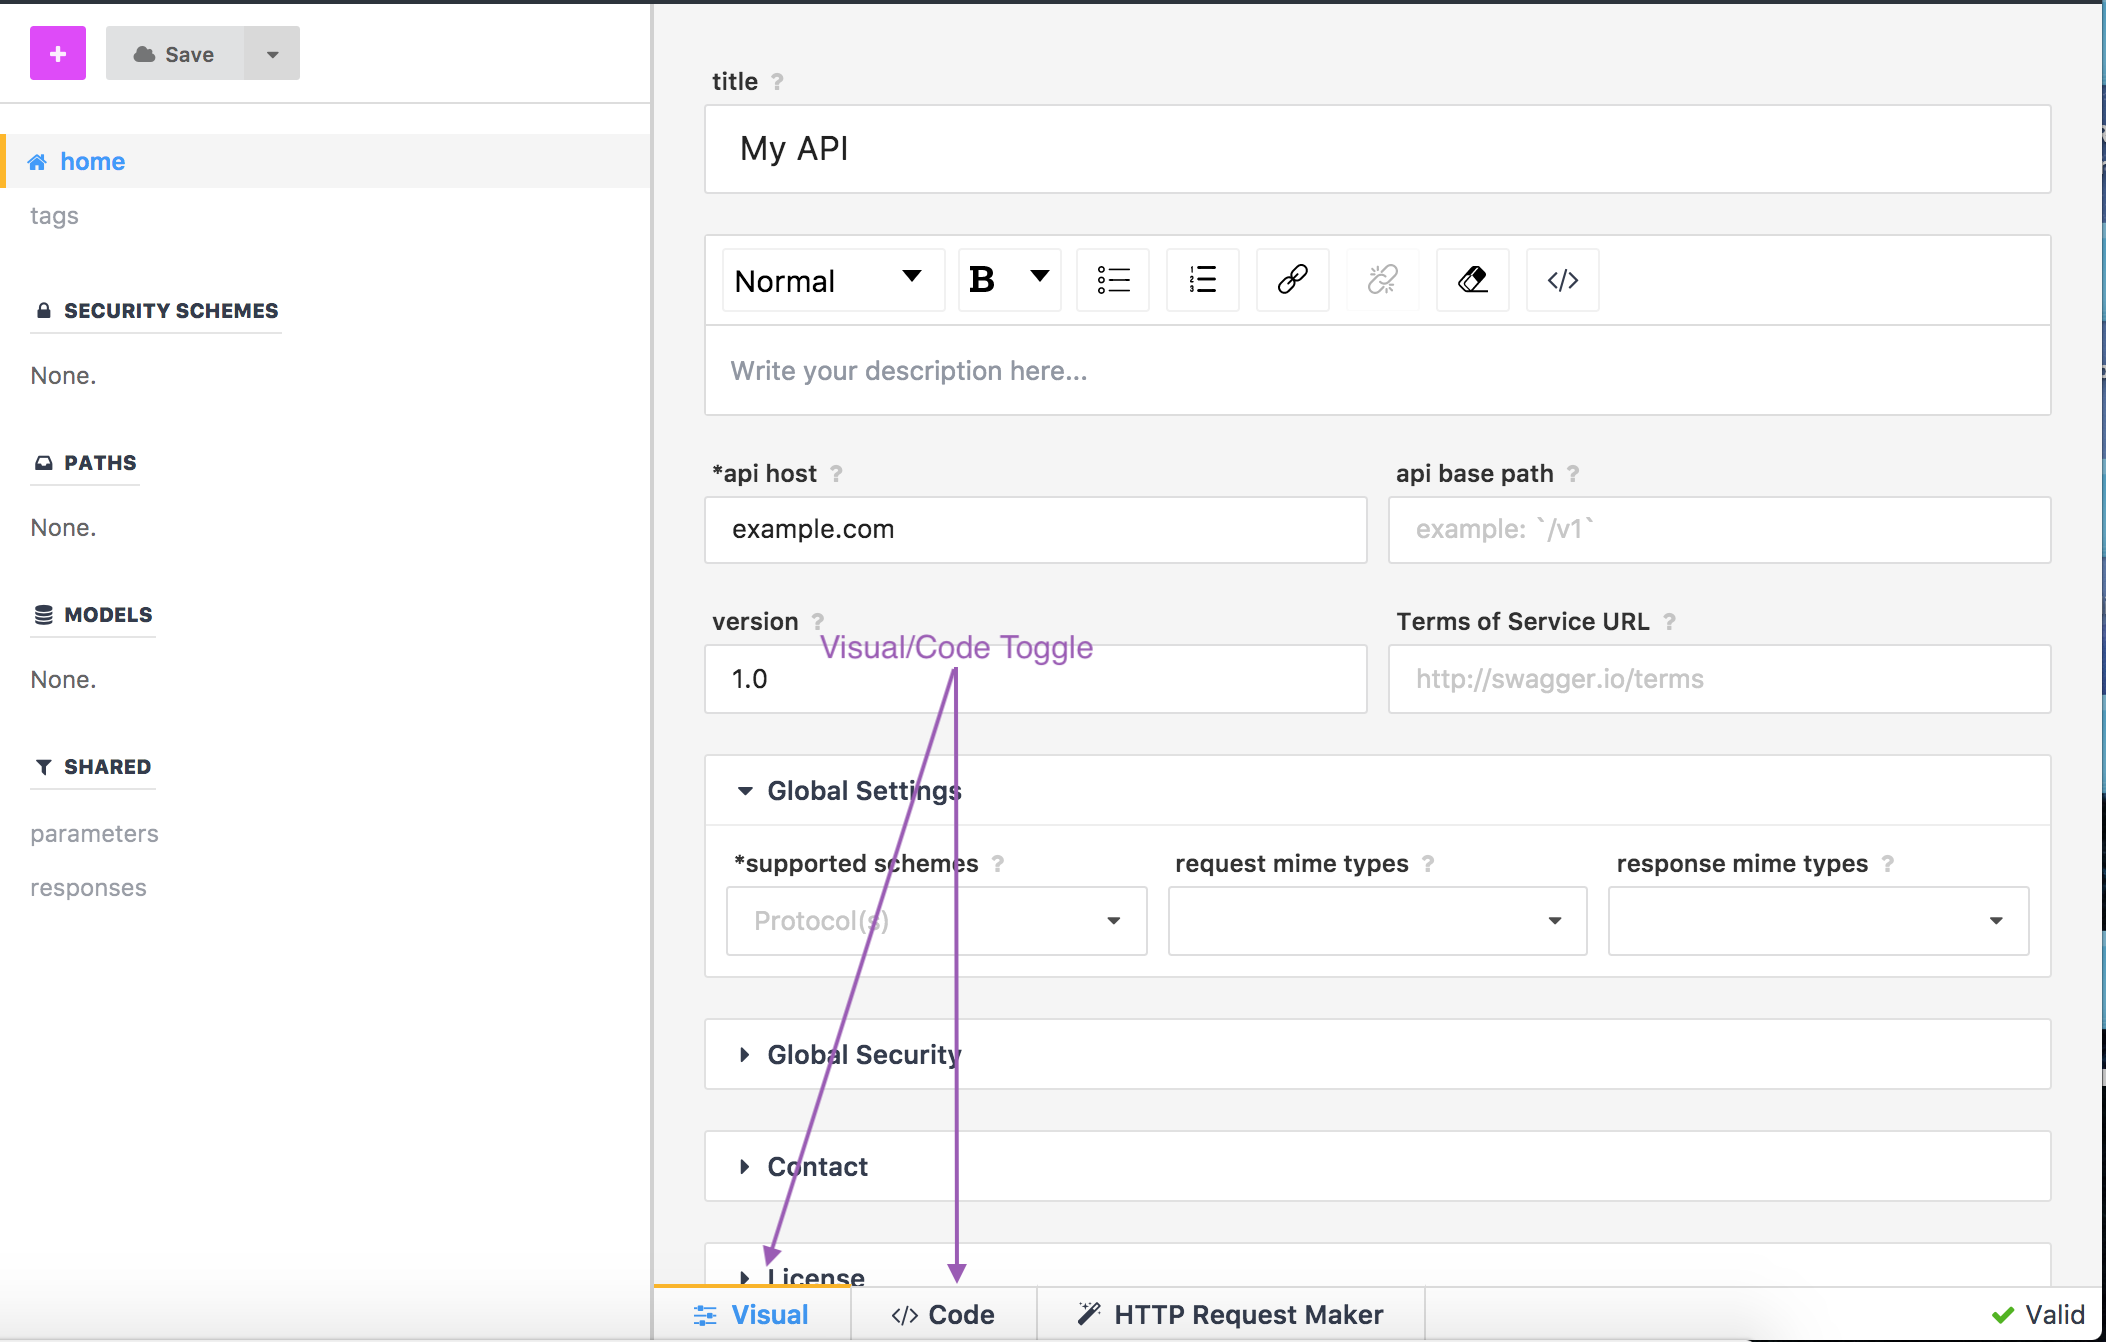 + Save
home
tags
SECURITY SCHEMES
None.
PATHS
None.
MODELS
None.
SHARED
parameters
responses
title ?
My API
Normal B </>
Write your description here...
*api host ? api base path ?
example.com example: `/v1`
version ? Terms of Service URL ?
Visual/Code Toggle
1.0 http://swagger.io/terms
Global Settings
*supported schemes ? request mime types ? response mime types ?
Protocol(s)
Global Security
Contact
License
Visual </> Code HTTP Request Maker Valid